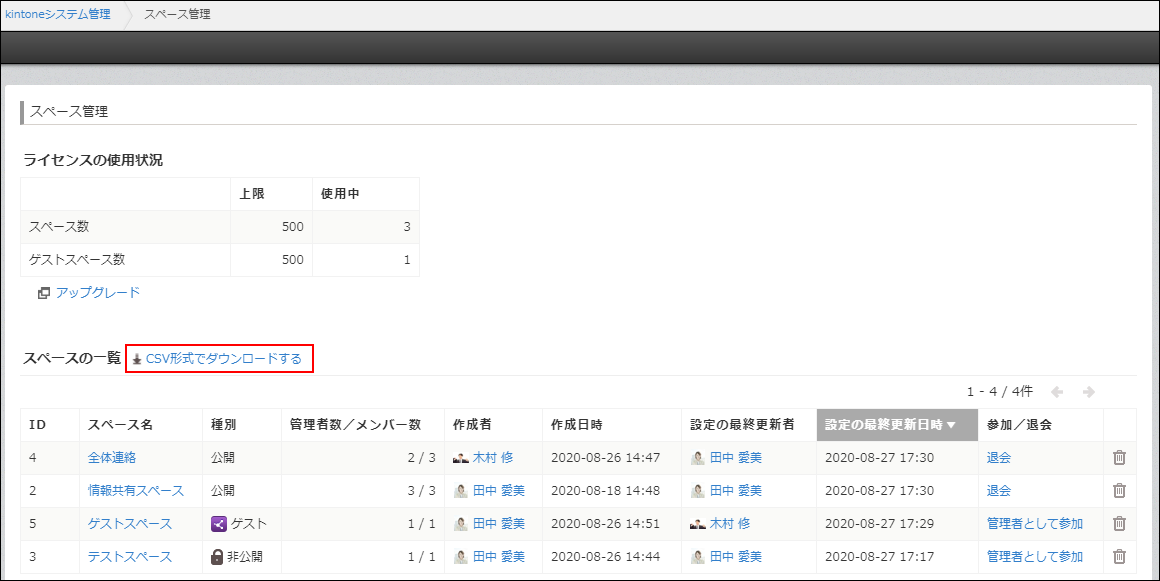 kintoneシステム管理 スペース管理
スペース管理
ライセンスの使用状況
上限 使用中
スペース数 500 3
ゲストスペース数 500 1
アップグレード
スペースの一覧 CSV形式でダウンロードする
1 - 4 / 4件
ID スペース名 種別 管理者数／メンバー数 作成者 作成日時 設定の最終更新者 設定の最終更新日時▼ 参加／退会
4 全体連絡 公開 2 / 3 木村 修 2020-08-26 14:47 田中 愛美 2020-08-27 17:30 退会
2 情報共有スペース 公開 3 / 3 田中 愛美 2020-08-18 14:48 田中 愛美 2020-08-27 17:30 退会
5 ゲストスペース ゲスト 1 / 1 田中 愛美 2020-08-26 14:51 木村 修 2020-08-27 17:29 管理者として参加
3 テストスペース 非公開 1 / 1 田中 愛美 2020-08-26 14:44 田中 愛美 2020-08-27 17:17 管理者として参加